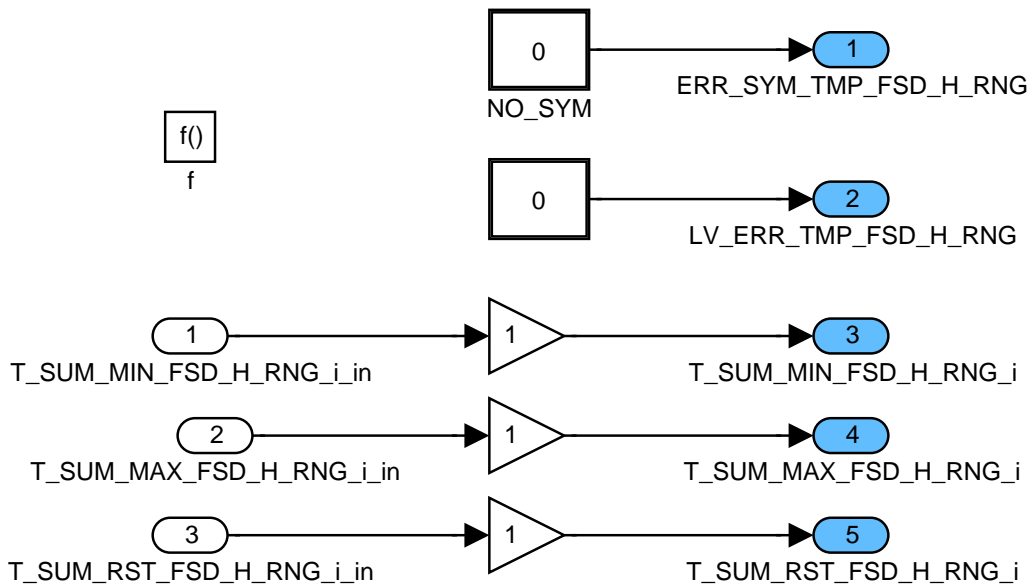 0
1
NO_SYM
ERR_SYM_TMP_FSD_H_RNG
f()
f
0
2
LV_ERR_TMP_FSD_H_RNG
1
1
3
T_SUM_MIN_FSD_H_RNG_i_in
T_SUM_MIN_FSD_H_RNG_i
2
1
4
T_SUM_MAX_FSD_H_RNG_i_in
T_SUM_MAX_FSD_H_RNG_i
3
1
5
T_SUM_RST_FSD_H_RNG_i_in
T_SUM_RST_FSD_H_RNG_i